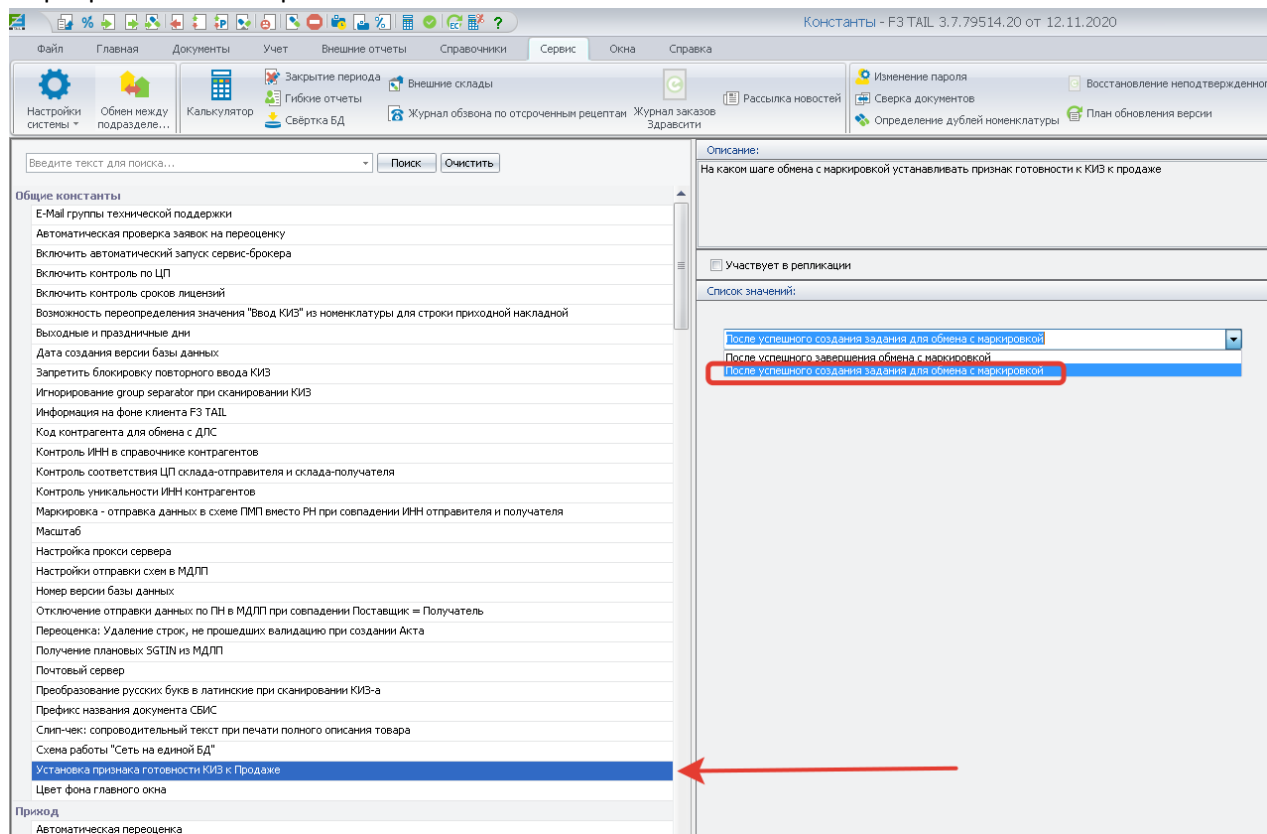 Константы - F3 TAIL 3.7.79514.20 от 12.11.2020
Файл Главная Документы Учет Внешние отчеты Справочники Сервис Окна Справка
Настройки системы
Обмен между подразделе...
Калькулятор
Закрытие периода
Гибкие отчеты
Свёртка БД
Внешние склады
Журнал обзвона по отсроченным рецептам
Журнал заказов Здравсити
Рассылка новостей
Изменение пароля
Сверка документов
Определение дублей номенклатуры
Восстановление неподтвержденног
План обновления версии
Введите текст для поиска...
Поиск Очистить
Общие константы
E-Mail группы технической поддержки
Автоматическая проверка заявок на переоценку
Включить автоматический запуск сервис-брокера
Включить контроль по ЦП
Включить контроль сроков лицензий
Возможность переопределения значения "Ввод КИЗ" из номенклатуры для строки приходной накладной
Выходные и праздничные дни
Дата создания версии базы данных
Запретить блокировку повторного ввода КИЗ
Игнорирование group separator при сканировании КИЗ
Информация на фоне клиента F3 TAIL
Код контрагента для обмена с ДЛС
Контроль ИНН в справочнике контрагентов
Контроль соответствия ЦП склада-отправителя и склада-получателя
Контроль уникальности ИНН контрагентов
Маркировка - отправка данных в схеме ПМП вместо РН при совпадении ИНН отправителя и получателя
Масштаб
Настройка прокси сервера
Настройки отправки схем в МДЛП
Номер версии базы данных
Отключение отправки данных по ПН в МДЛП при совпадении Поставщик = Получатель
Переоценка: Удаление строк, не прошедших валидацию при создании Акта
Получение плановых SGTIN из МДЛП
Почтовый сервер
Преобразование русских букв в латинские при сканировании КИЗ-а
Префикс названия документа СБИС
Слип-чек: сопроводительный текст при печати полного описания товара
Схема работы "Сеть на единой БД"
Установка признака готовности КИЗ к Продаже
Цвет фона главного окна
Приход
Автоматическая переоценка
Описание:
На каком шаге обмена с маркировкой устанавливать признак готовности к КИЗ к продаже
Участвует в репликации
Список значений:
После успешного создания задания для обмена с маркировкой
После успешного завершения обмена с маркировкой
После успешного создания задания для обмена с маркировкой